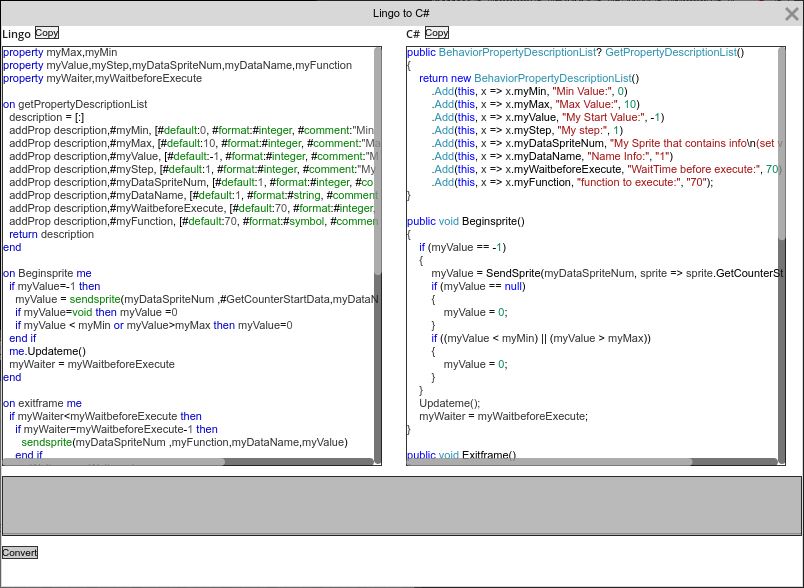 Lingo to C#
Lingo Copy
property myMax,myMin
property myValue,myStep,myDataSpriteNum,myDataName,myFunction
property myWaiter,myWaitbeforeExecute
on getPropertyDescriptionList
description = [:]
addProp description,#myMin, [#default:0, #format:#integer, #comment:"Min
addProp description,#myMax, [#default:10, #format:#integer, #comment:"Ma
addProp description,#myValue, [#default:-1, #format:#integer, #comment:"M
addProp description,#myStep, [#default:1, #format:#integer, #comment:"My
addProp description,#myDataSpriteNum, [#default:1, #format:#integer, #co
addProp description,#myDataName, [#default:1, #format:#string, #comment
addProp description,#myWaitbeforeExecute, [#default:70, #format:#integer,
addProp description,#myFunction, [#default:70, #format:#symbol, #commen
return description
end
on Beginsprite me
if myValue=-1 then
myValue = sendsprite(myDataSpriteNum ,#GetCounterStartData,myDataN
if myValue=void then myValue =0
if myValue < myMin or myValue>myMax then myValue=0
end if
me.Updateme()
myWaiter = myWaitbeforeExecute
end
on exitframe me
if myWaiter<myWaitbeforeExecute then
if myWaiter=myWaitbeforeExecute-1 then
sendsprite(myDataSpriteNum ,myFunction,myDataName,myValue)
end if
C# Copy
public BehaviorPropertyDescriptionList? GetPropertyDescriptionList()
{
return new BehaviorPropertyDescriptionList()
.Add(this, x => x.myMin, "Min Value:", 0)
.Add(this, x => x.myMax, "Max Value:", 10)
.Add(this, x => x.myValue, "My Start Value:", -1)
.Add(this, x => x.myStep, "My step:", 1)
.Add(this, x => x.myDataSpriteNum, "My Sprite that contains info\n(set v
.Add(this, x => x.myDataName, "Name Info:", "1")
.Add(this, x => x.myWaitbeforeExecute, "WaitTime before execute:", 70)
.Add(this, x => x.myFunction, "function to execute:", "70");
}
public void Beginsprite()
{
if (myValue == -1)
{
myValue = SendSprite(myDataSpriteNum, sprite => sprite.GetCounterSt
if (myValue == null)
{
myValue = 0;
}
if ((myValue < myMin) || (myValue > myMax))
{
myValue = 0;
}
}
Updateme();
myWaiter = myWaitbeforeExecute;
}
public void Exitframe()
Convert